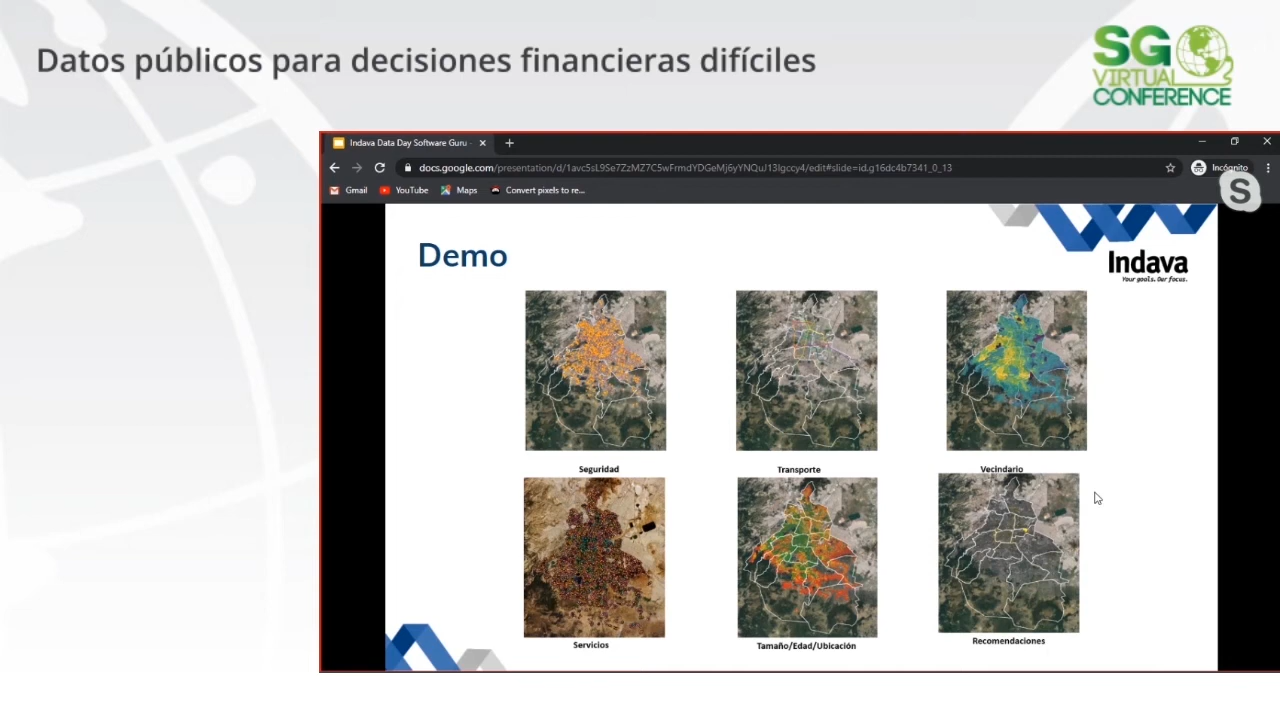 Datos públicos para decisiones financieras difíciles
SG
VIRTUAL
CONFERENCE
Indava Data Day Software Guru -
docs.google.com/presentation/d/1avc5sL9Se7ZzMZ7C5wFrmdYDGeMj6yYNQuJ13Igccy4/edit#slide=id.g16dc4b7341_0_13
Incógnito
Gmail YouTube Maps Convert pixels to re...
S
Demo
Indava
Your goals. Our focus.
Seguridad Transporte Vecindario
Servicios Tamaño/Edad/Ubicación Recomendaciones